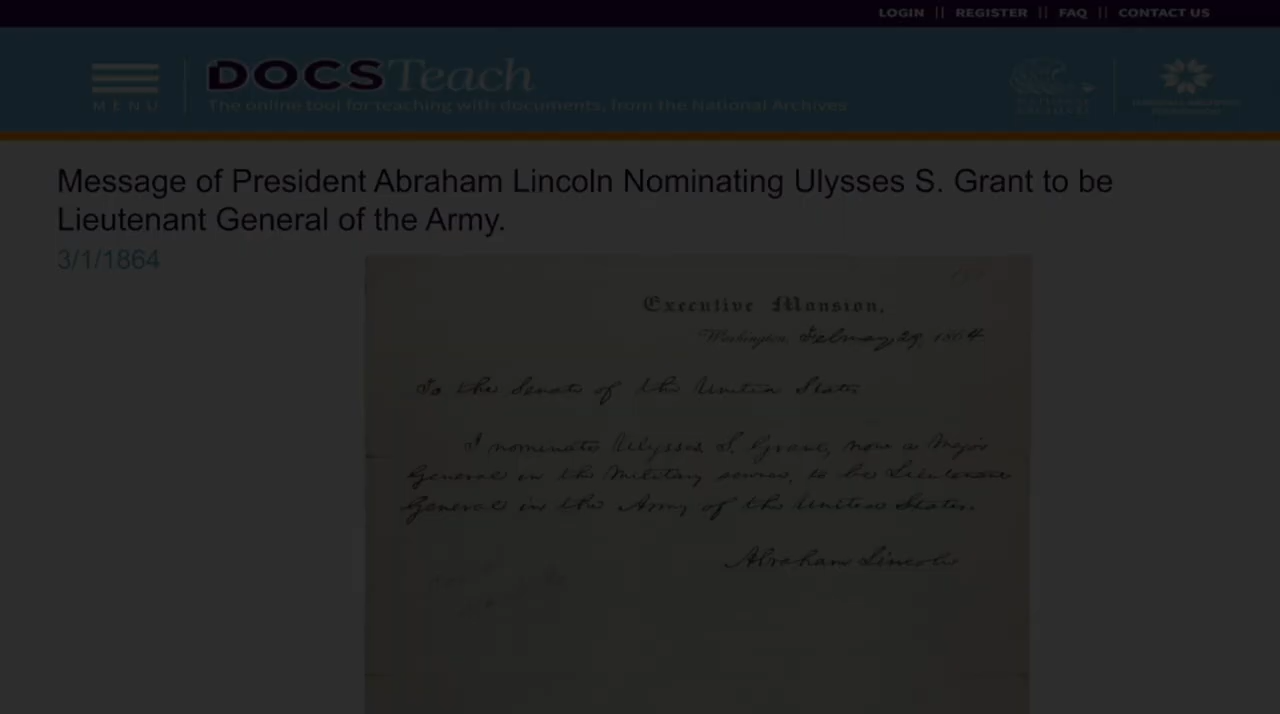 LOGIN || REGISTER || FAQ || CONTACT US
MENU
DOCSTeach
The online tool for teaching with documents, from the National Archives
Message of President Abraham Lincoln Nominating Ulysses S. Grant to be
Lieutenant General of the Army.
3/1/1864
Executive Mansion,
Washington, February 29, 1864
To the Senate of the United States
I nominate Ulysses S. Grant, now a Major
General in the Military service, to be Lieutenant
General in the Army of the United States.
Abraham Lincoln